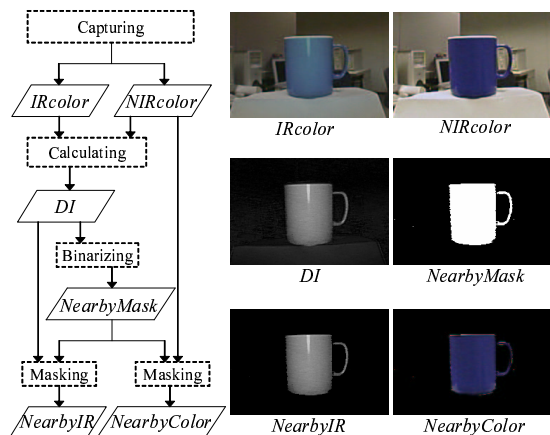 Capturing
IRcolor
NIRcolor
Calculating
DI
Binarizing
NearbyMask
Masking
Masking
NearbyIR
NearbyColor
IRcolor
NIRcolor
DI
NearbyMask
NearbyIR
NearbyColor